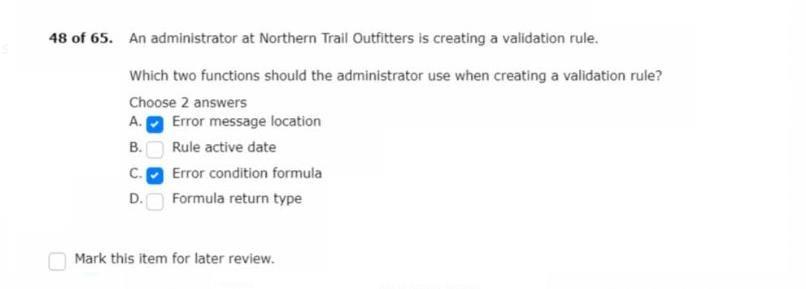 48 of 65. An administrator at Northern Trail Outfitters is creating a validation rule.
Which two functions should the administrator use when creating a validation rule?
Choose 2 answers
A. Error message location
B. Rule active date
C. Error condition formula
D. Formula return type
Mark this item for later review.